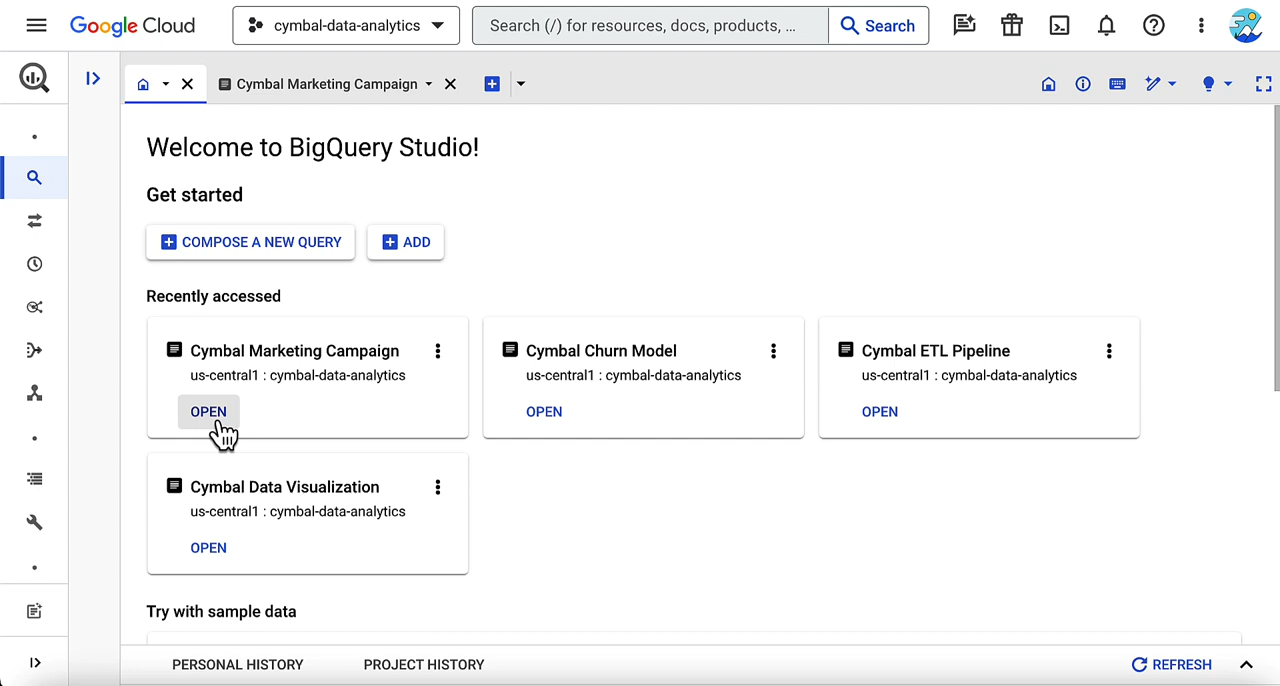 Google Cloud
cymbal-data-analytics
Search (/) for resources, docs, products, ...
Search
Cymbal Marketing Campaign
Welcome to BigQuery Studio!
Get started
COMPOSE A NEW QUERY
ADD
Recently accessed
Cymbal Marketing Campaign
us-central1 : cymbal-data-analytics
OPEN
Cymbal Churn Model
us-central1 : cymbal-data-analytics
OPEN
Cymbal ETL Pipeline
us-central1 : cymbal-data-analytics
OPEN
Cymbal Data Visualization
us-central1 : cymbal-data-analytics
OPEN
Try with sample data
PERSONAL HISTORY
PROJECT HISTORY
REFRESH